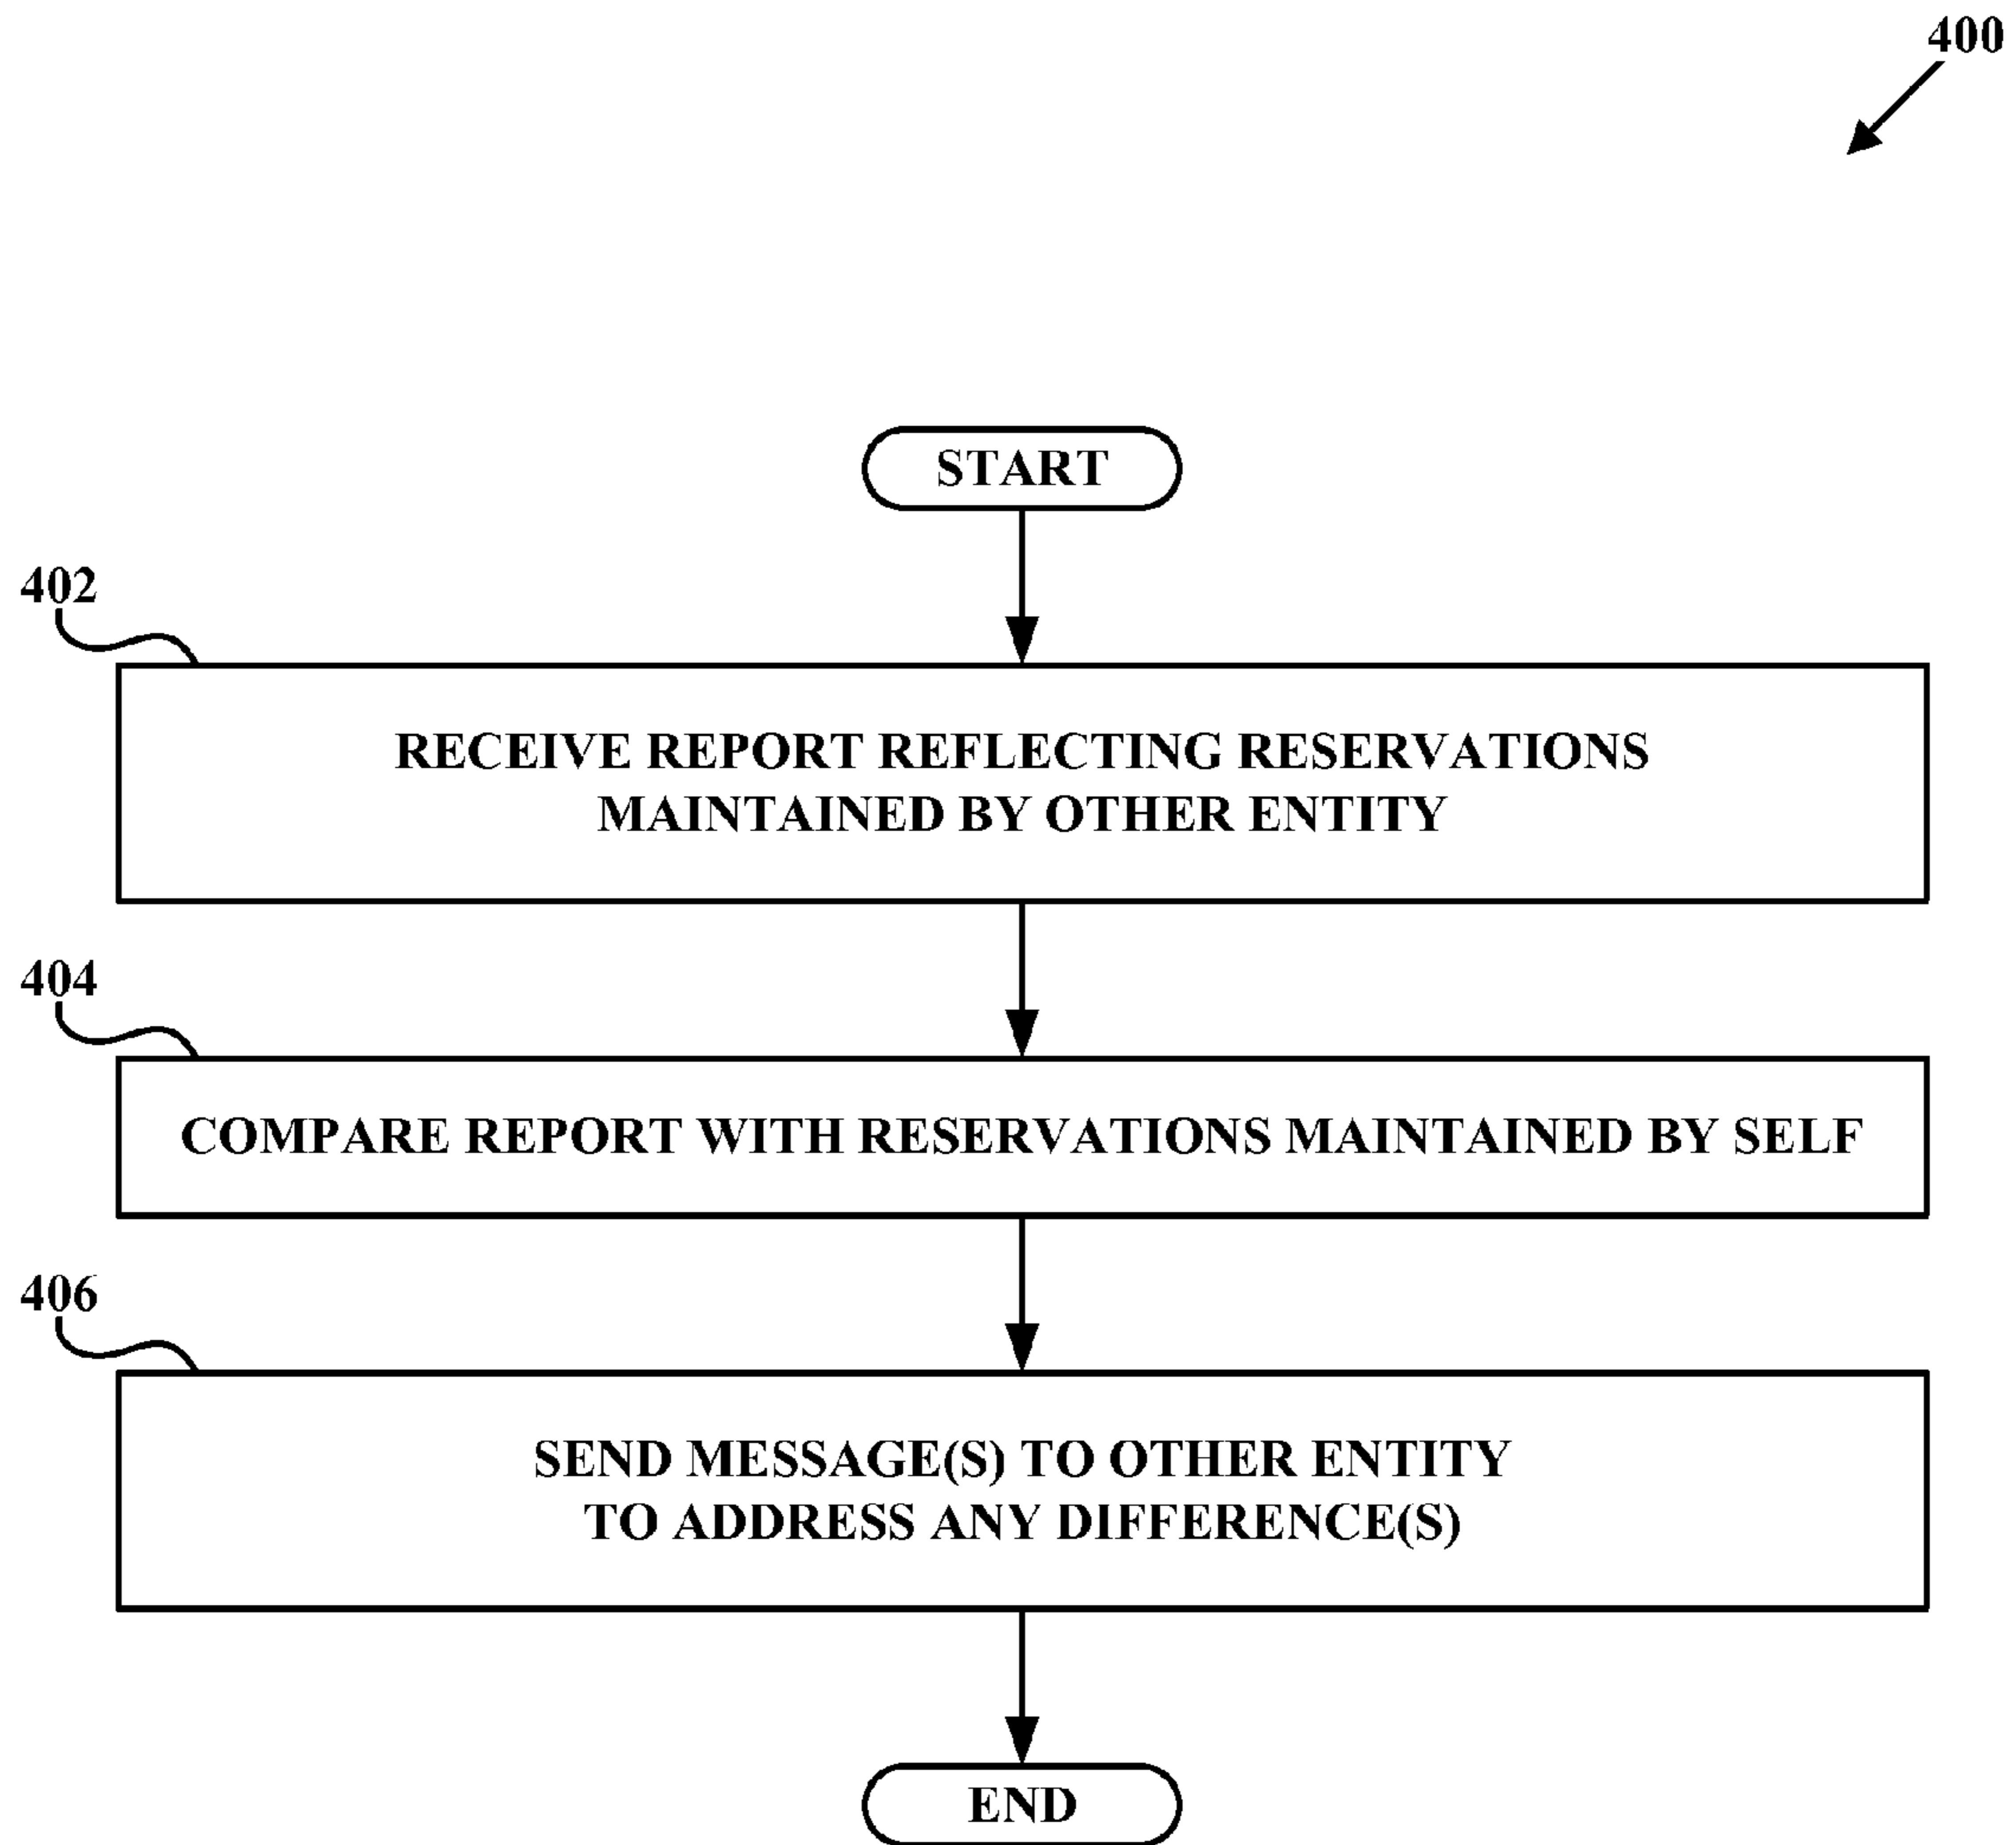 400
START
402
RECEIVE REPORT REFLECTING RESERVATIONS
MAINTAINED BY OTHER ENTITY
404
COMPARE REPORT WITH RESERVATIONS MAINTAINED BY SELF
406
SEND MESSAGE(S) TO OTHER ENTITY
TO ADDRESS ANY DIFFERENCE(S)
END